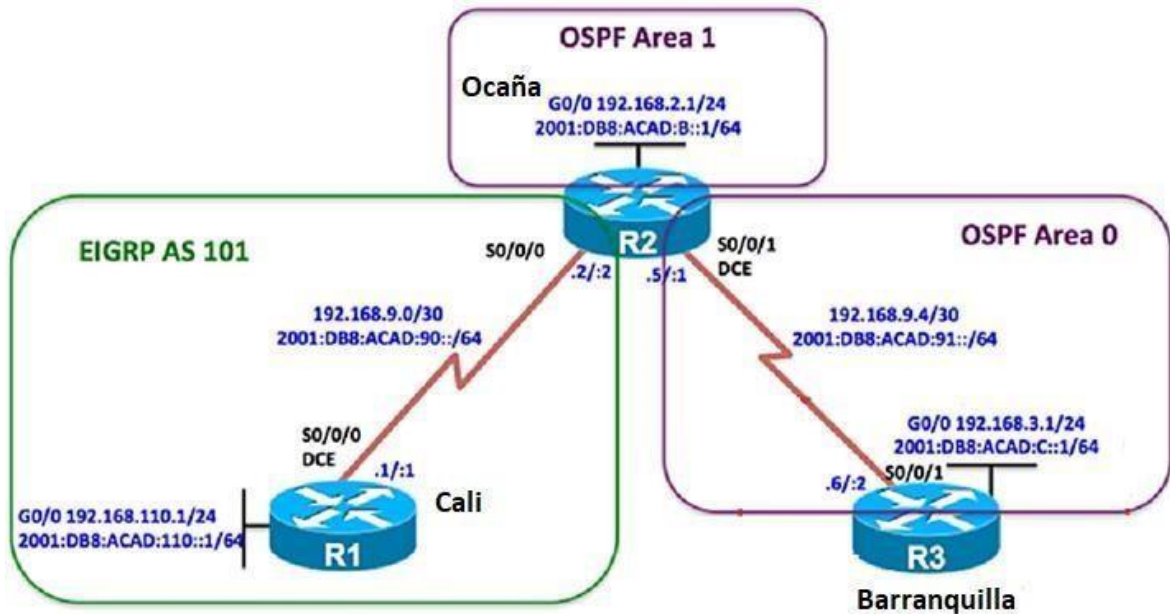 OSPF Area 1
Ocaña
G0/0 192.168.2.1/24
2001:DB8:ACAD:B::1/64
R2
EIGRP AS 101
OSPF Area 0
S0/0/0
.2/:2
.5/:1
S0/0/1
DCE
192.168.9.0/30
2001:DB8:ACAD:90::/64
192.168.9.4/30
2001:DB8:ACAD:91::/64
S0/0/0
DCE
.1/:1
G0/0 192.168.3.1/24
2001:DB8:ACAD:C::1/64
.6/:2
S0/0/1
Cali
G0/0 192.168.110.1/24
2001:DB8:ACAD:110::1/64
R1
R3
Barranquilla